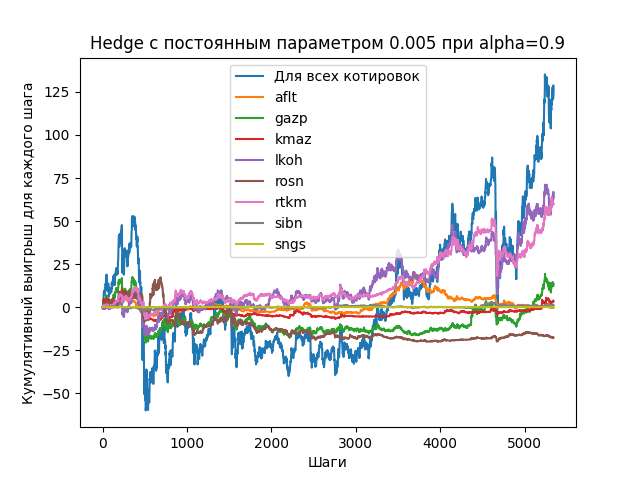 Hedge с постоянным параметром 0.005 при alpha=0.9
Кумулятивный выигрыш для каждого шага
125
100
75
50
25
0
−25
−50
Для всех котировок
aflt
gazp
kmaz
lkoh
rosn
rtkm
sibn
sngs
0 1000 2000 3000 4000 5000
Шаги